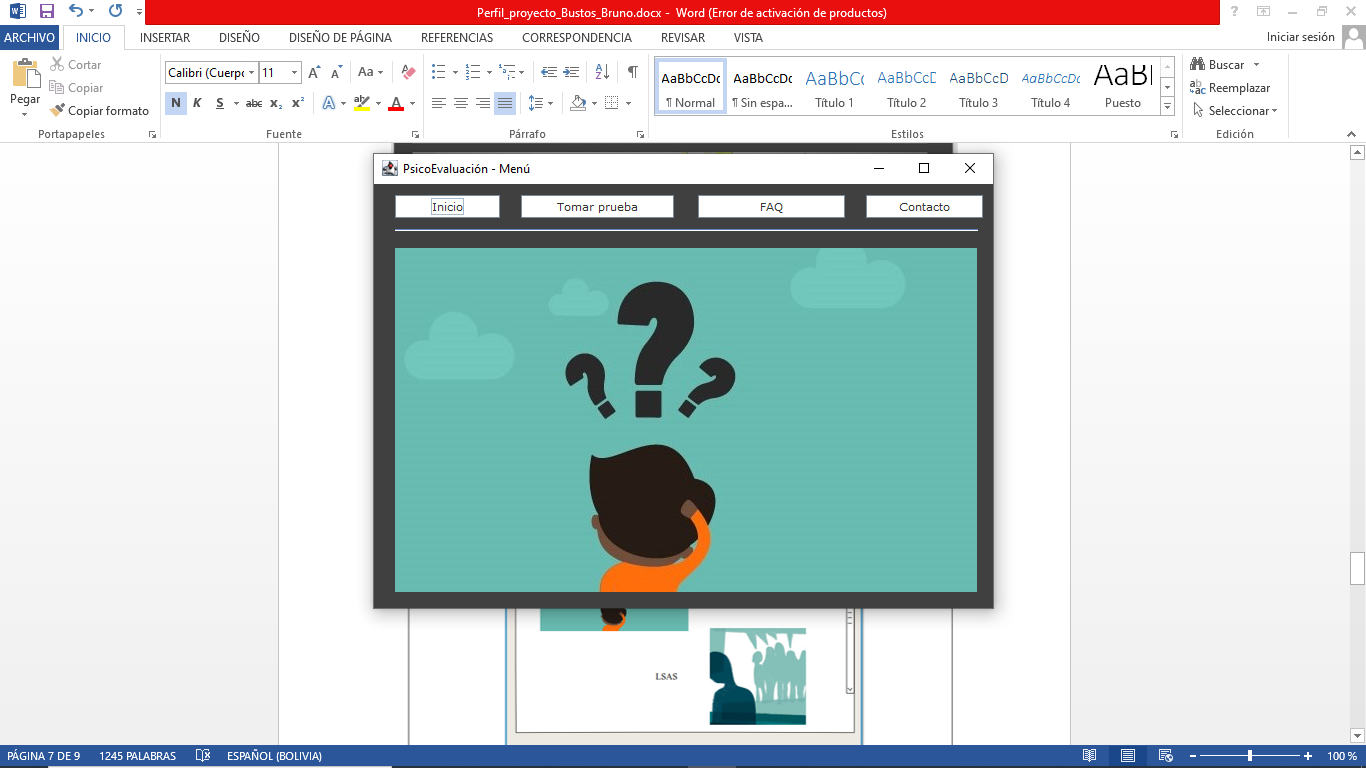 Perfil_proyecto_Bustos_Bruno.docx - Word (Error de activación de productos)
ARCHIVO INICIO INSERTAR DISEÑO DISEÑO DE PÁGINA REFERENCIAS CORRESPONDENCIA REVISAR VISTA Iniciar sesión
Pegar
Cortar
Copiar
Copiar formato
Portapapeles
Calibri (Cuerpo 11
N K S abc x₂ x²
Fuente
Párrafo
AaBbCcDc AaBbCcDc AaBbCc AaBbCcD AaBbCcD AaBbCcDc AaBl
¶ Normal ¶ Sin espa... Título 1 Título 2 Título 3 Título 4 Puesto
Estilos
Buscar
Reemplazar
Seleccionar
Edición
PsicoEvaluación - Menú
Inicio Tomar prueba FAQ Contacto
? ? ?
LSAS
PÁGINA 7 DE 9 1245 PALABRAS ESPAÑOL (BOLIVIA) 100 %